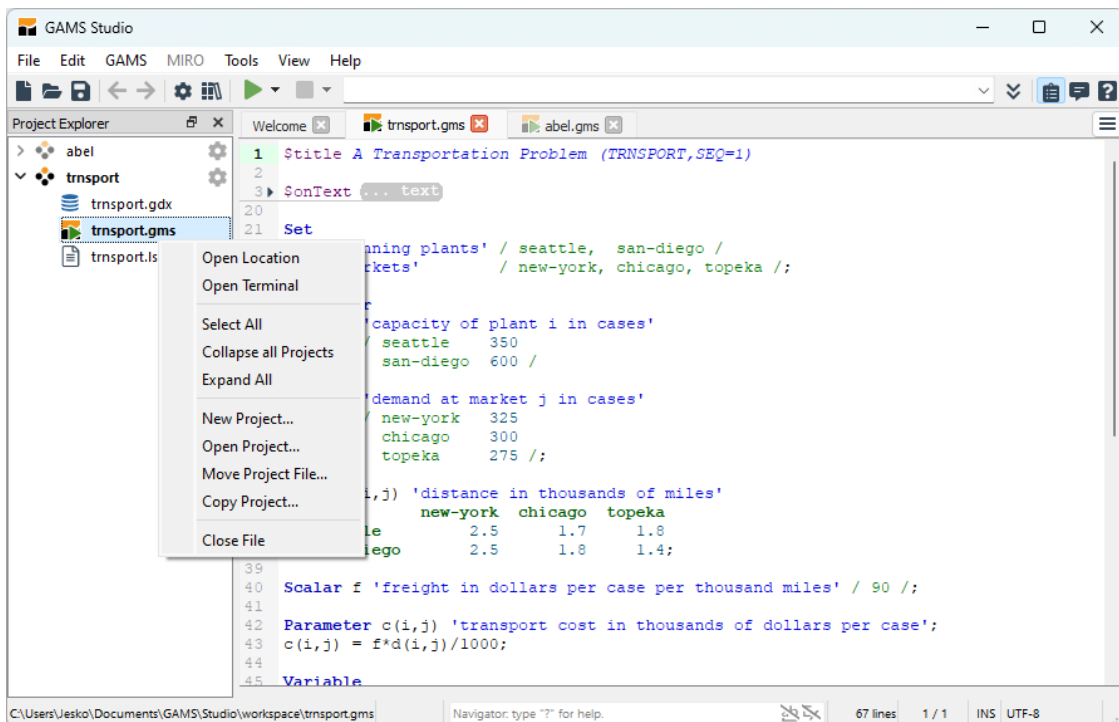 GAMS Studio
File Edit GAMS MIRO Tools View Help
Project Explorer
Welcome trnsport.gms abel.gms
abel
trnsport
trnsport.gdx
trnsport.gms
trnsport.ls
Open Location
Open Terminal
Select All
Collapse all Projects
Expand All
New Project...
Open Project...
Move Project File...
Copy Project...
Close File
1 $title A Transportation Problem (TRNSPORT,SEQ=1)
2
3 $onText ... text
20
21 Set
nning plants' / seattle, san-diego /
rkets' / new-york, chicago, topeka /;
r
'capacity of plant i in cases'
/ seattle 350
san-diego 600 /
'demand at market j in cases'
/ new-york 325
chicago 300
topeka 275 /;
i,j) 'distance in thousands of miles'
new-york chicago topeka
le 2.5 1.7 1.8
iego 2.5 1.8 1.4;
39
40 Scalar f 'freight in dollars per case per thousand miles' / 90 /;
41
42 Parameter c(i,j) 'transport cost in thousands of dollars per case';
43 c(i,j) = f*d(i,j)/1000;
44
45 Variable
C:\Users\Jesko\Documents\GAMS\Studio\workspace\trnsport.gms Navigator: type "?" for help. 67 lines 1 / 1 INS UTF-8